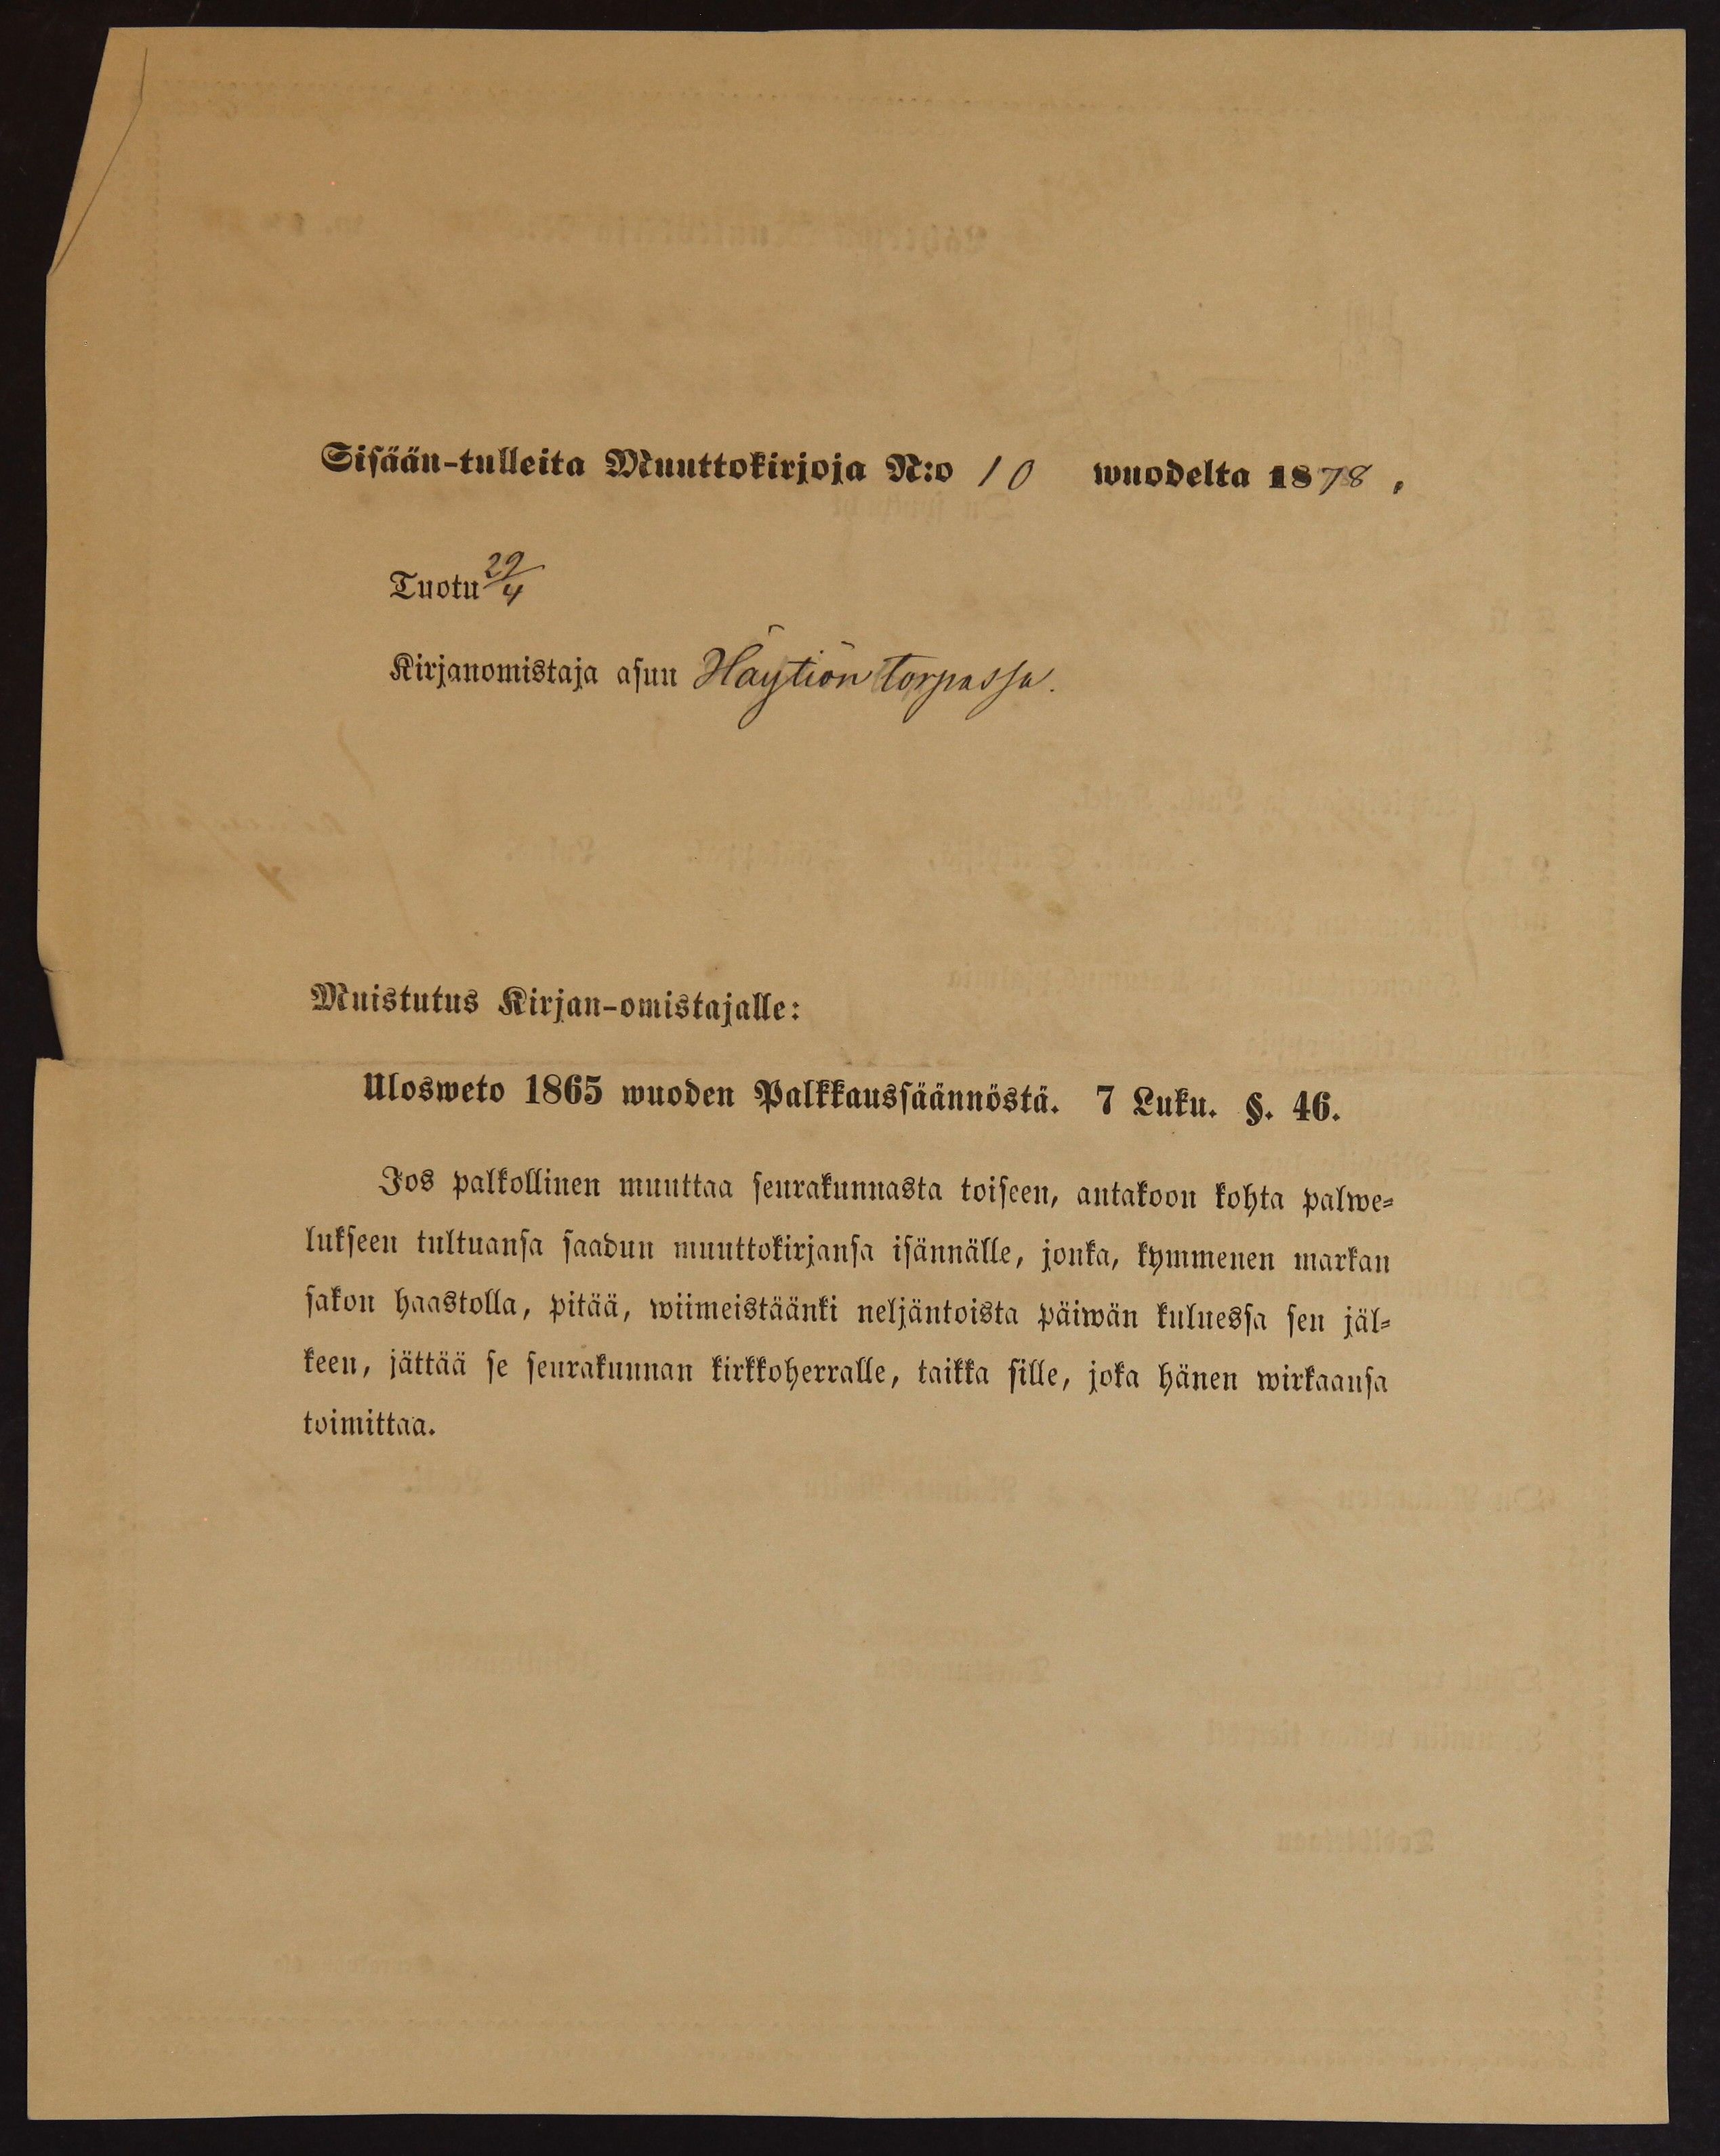 Sisään-tulleita Muuttokirjoja N:o 10 wuodelta 1878,
Tuotu 29/4
Kirjanomistaja asuu Häytiön torpassa.
Muistutus Kirjan-omistajalle:
Ulosweto 1865 wuoden Palkkaussäännöstä. 7 Luku. §. 46.
Jos palkollinen muuttaa seurakunnasta toiseen, antakoon kohta palwe-
lukseen tultuansa saadun muuttokirjansa isännälle, jonka, kymmenen markan
sakon haastolla, pitää, wiimeistäänki neljäntoista päiwän kuluessa sen jäl-
keen, jättää se seurakunnan kirkkoherralle, taikka sille, joka hänen wirkaansa
toimittaa.